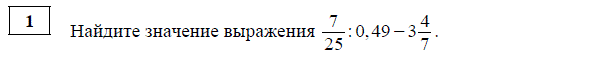 1 Найдите значение выражения 7/25 : 0,49 − 3 4/7 .